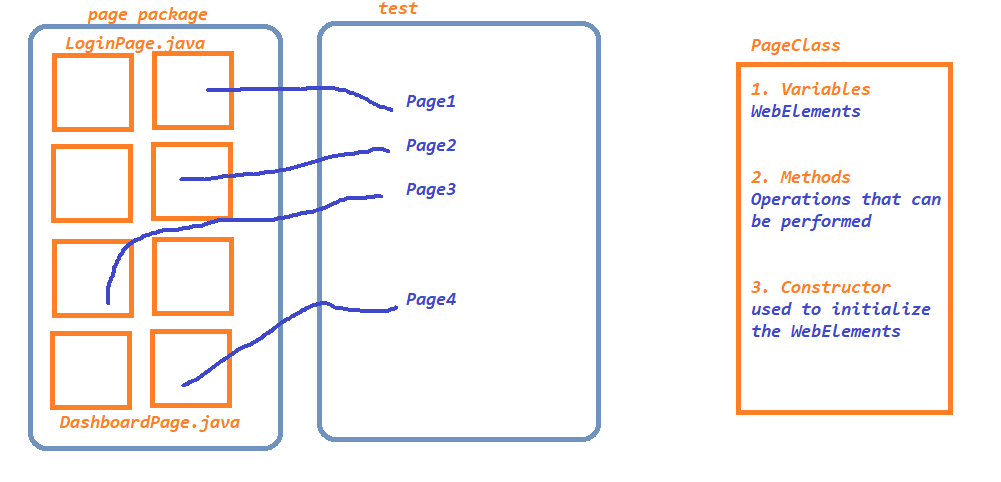 page package
LoginPage.java
DashboardPage.java
test
Page1
Page2
Page3
Page4
PageClass
1. Variables
WebElements
2. Methods
Operations that can
be performed
3. Constructor
used to initialize
the WebElements